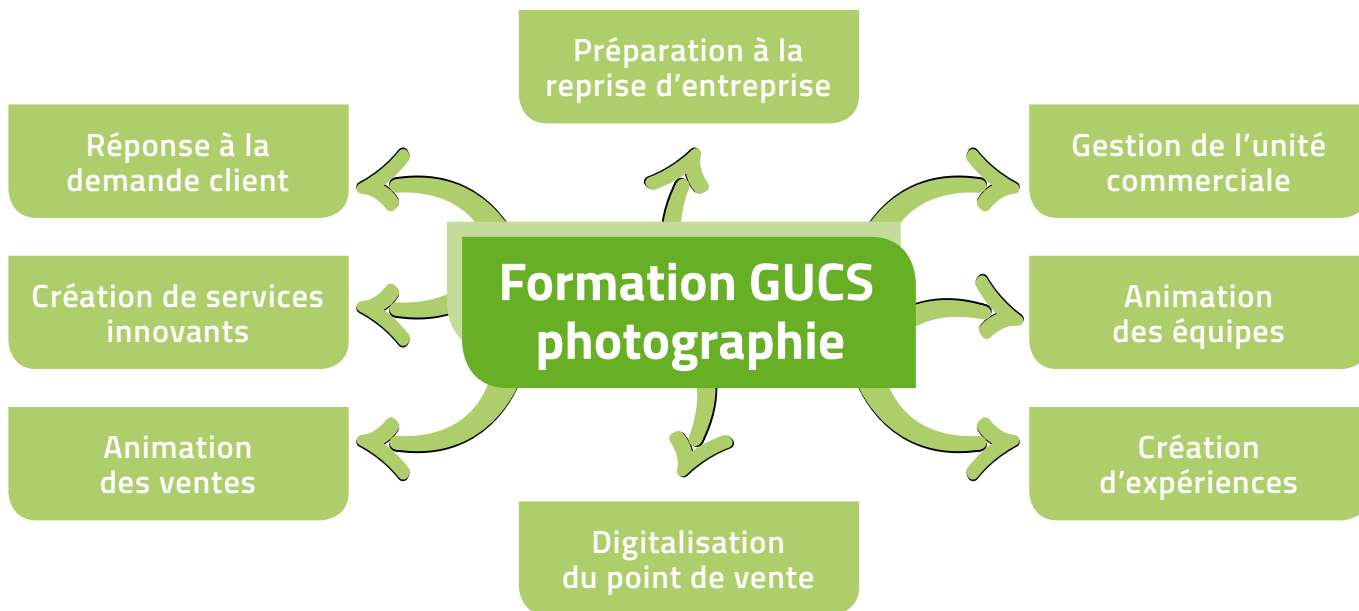 Préparation à la
reprise d’entreprise
Réponse à la
demande client
Gestion de l’unité
commerciale
Formation GUCS
photographie
Création de services
innovants
Animation
des équipes
Animation
des ventes
Création
d’expériences
Digitalisation
du point de vente